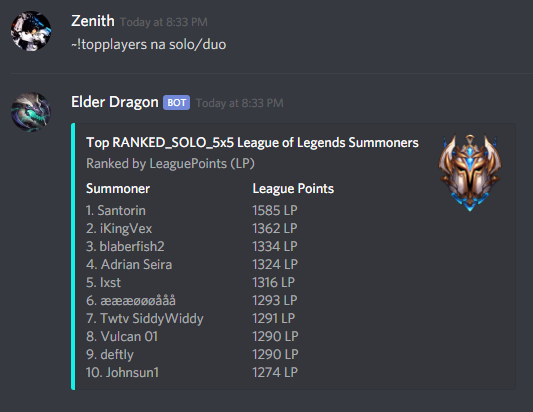 Zenith Today at 8:33 PM
~!topplayers na solo/duo
Elder Dragon BOT Today at 8:33 PM
Top RANKED_SOLO_5x5 League of Legends Summoners
Ranked by LeaguePoints (LP)
Summoner League Points
1. Santorin 1585 LP
2. iKingVex 1362 LP
3. blaberfish2 1334 LP
4. Adrian Seira 1324 LP
5. lxst 1316 LP
6. æææøøøååå 1293 LP
7. Twtv SiddyWiddy 1291 LP
8. Vulcan 01 1290 LP
9. deftly 1290 LP
10. Johnsun1 1274 LP